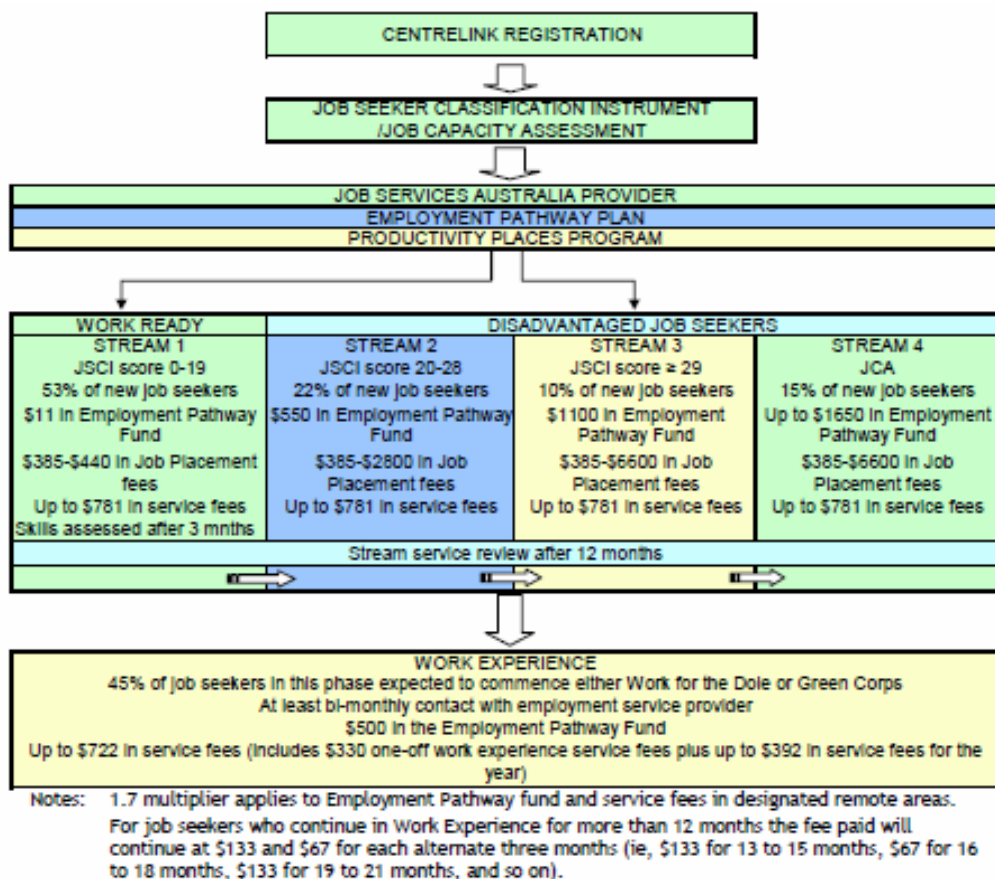 CENTRELINK REGISTRATION
JOB SEEKER CLASSIFICATION INSTRUMENT
/JOB CAPACITY ASSESSMENT
JOB SERVICES AUSTRALIA PROVIDER
EMPLOYMENT PATHWAY PLAN
PRODUCTIVITY PLACES PROGRAM
WORK READY
DISADVANTAGED JOB SEEKERS
STREAM 1
JSCI score 0-19
53% of new job seekers
$11 in Employment Pathway
Fund
$385-$440 in Job Placement
fees
Up to $781 in service fees
Skills assessed after 3 mnths
STREAM 2
JSCI score 20-28
22% of new job seekers
$550 in Employment Pathway
Fund
$385-$2800 in Job
Placement fees
Up to $781 in service fees
STREAM 3
JSCI score ≥ 29
10% of new job seekers
$1100 in Employment
Pathway Fund
$385-$6600 in Job
Placement fees
Up to $781 in service fees
STREAM 4
JCA
15% of new job seekers
Up to $1650 in Employment
Pathway Fund
$385-$6600 in Job
Placement fees
Up to $781 in service fees
Stream service review after 12 months
WORK EXPERIENCE
45% of job seekers in this phase expected to commence either Work for the Dole or Green Corps
At least bi-monthly contact with employment service provider
$500 in the Employment Pathway Fund
Up to $722 in service fees (includes $330 one-off work experience service fees plus up to $392 in service fees for the
year)
Notes: 1.7 multiplier applies to Employment Pathway fund and service fees in designated remote areas.
For job seekers who continue in Work Experience for more than 12 months the fee paid will
continue at $133 and $67 for each alternate three months (ie, $133 for 13 to 15 months, $67 for 16
to 18 months, $133 for 19 to 21 months, and so on).